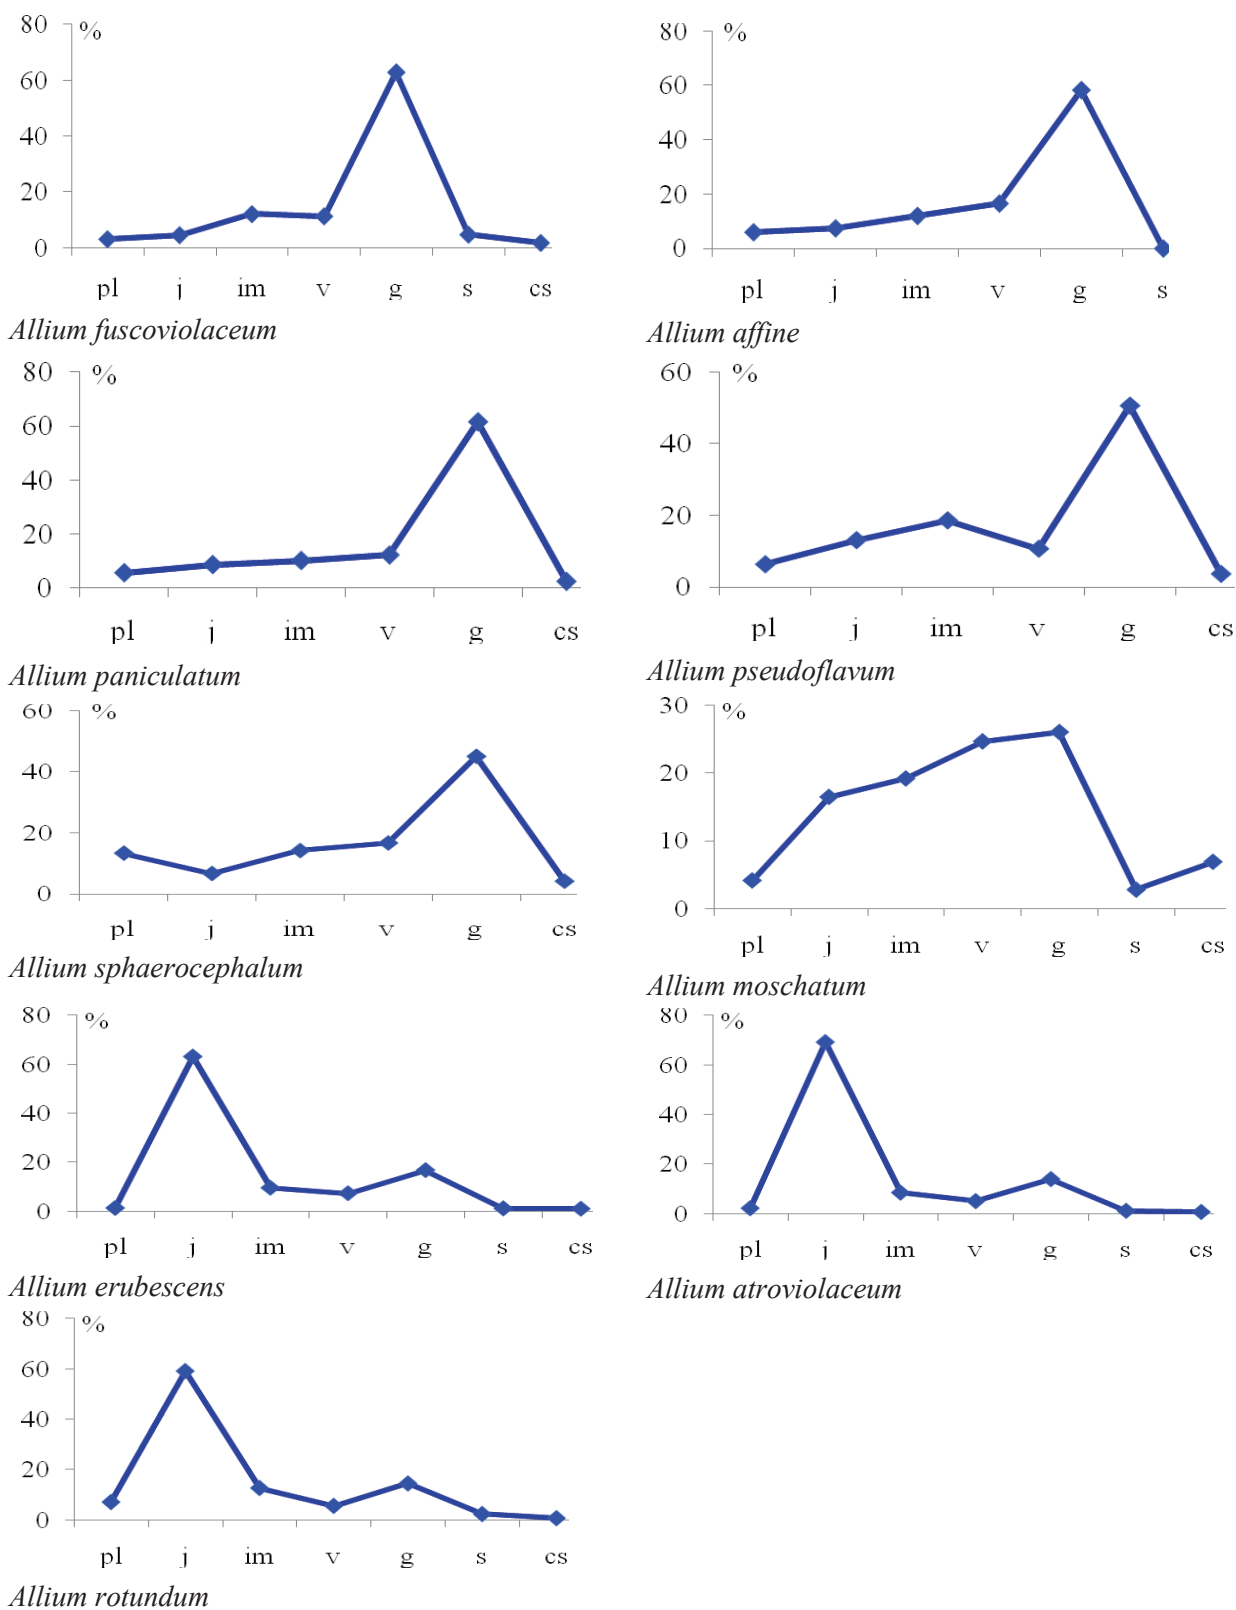 80
%
60
40
20
0
pl j im v g s cs
Allium fuscoviolaceum
80
%
60
40
20
0
pl j im v g s
Allium affine
80
%
60
40
20
0
pl j im v g cs
Allium paniculatum
60
%
40
20
0
pl j im v g cs
Allium pseudoflavum
60
%
40
20
0
pl j im v g cs
Allium sphaerocephalum
30
%
20
10
0
pl j im v g s cs
Allium moschatum
80
%
60
40
20
0
pl j im v g s cs
Allium erubescens
80
%
60
40
20
0
pl j im v g s cs
Allium atroviolaceum
80
%
60
40
20
0
pl j im v g s cs
Allium rotundum